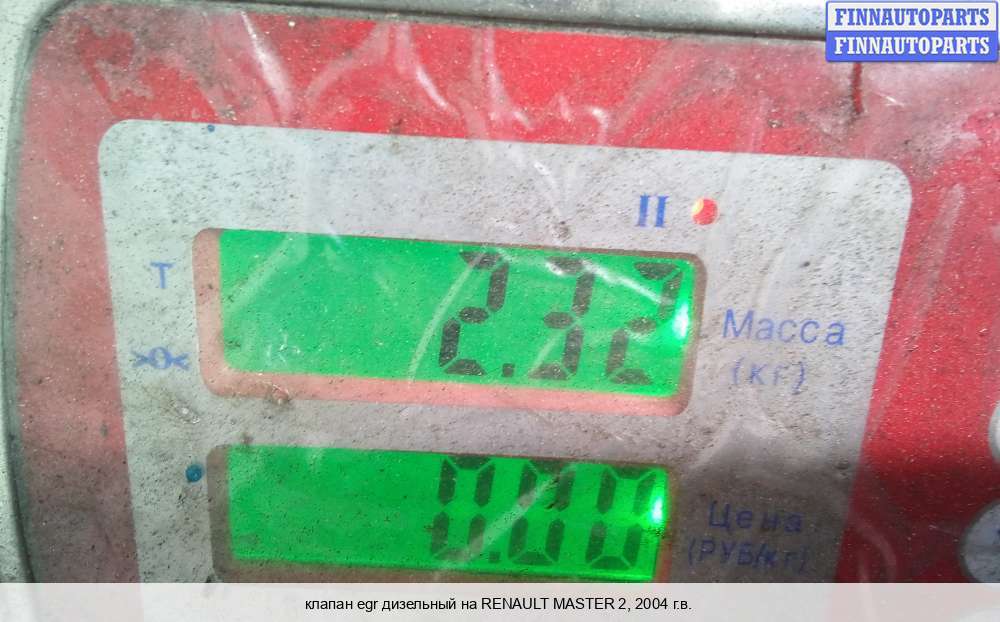 FINNAUTOPARTS
FINNAUTOPARTS
II
T
2.32
Масса
(кг)
>0<
0.00
Цена
(РУБ/кг)
клапан egr дизельный на RENAULT MASTER 2, 2004 г.в.